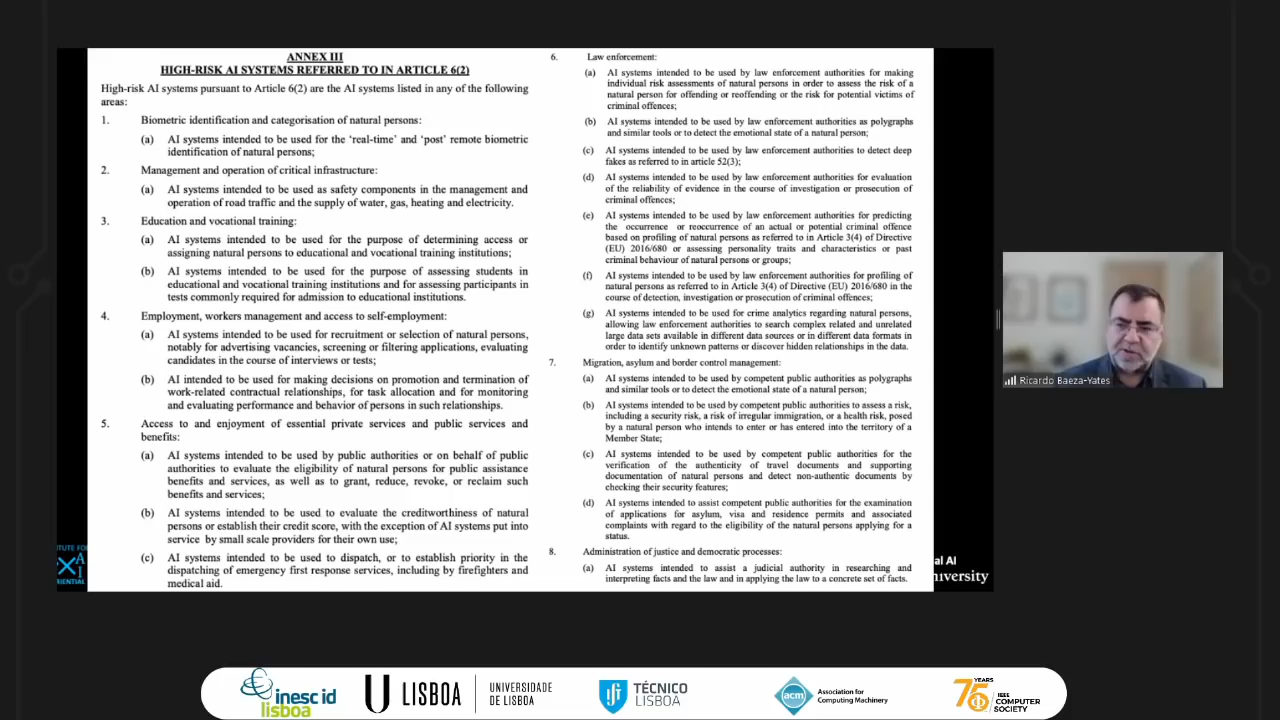 ANNEX III
HIGH-RISK AI SYSTEMS REFERRED TO IN ARTICLE 6(2)
High-risk AI systems pursuant to Article 6(2) are the AI systems listed in any of the following
areas:
1. Biometric identification and categorisation of natural persons:
(a) AI systems intended to be used for the ‘real-time’ and ‘post’ remote biometric
identification of natural persons;
2. Management and operation of critical infrastructure:
(a) AI systems intended to be used as safety components in the management and
operation of road traffic and the supply of water, gas, heating and electricity.
3. Education and vocational training:
(a) AI systems intended to be used for the purpose of determining access or
assigning natural persons to educational and vocational training institutions;
(b) AI systems intended to be used for the purpose of assessing students in
educational and vocational training institutions and for assessing participants in
tests commonly required for admission to educational institutions.
4. Employment, workers management and access to self-employment:
(a) AI systems intended to be used for recruitment or selection of natural persons,
notably for advertising vacancies, screening or filtering applications, evaluating
candidates in the course of interviews or tests;
(b) AI intended to be used for making decisions on promotion and termination of
work-related contractual relationships, for task allocation and for monitoring
and evaluating performance and behavior of persons in such relationships.
5. Access to and enjoyment of essential private services and public services and
benefits:
(a) AI systems intended to be used by public authorities or on behalf of public
authorities to evaluate the eligibility of natural persons for public assistance
benefits and services, as well as to grant, reduce, revoke, or reclaim such
benefits and services;
(b) AI systems intended to be used to evaluate the creditworthiness of natural
persons or establish their credit score, with the exception of AI systems put into
service by small scale providers for their own use;
(c) AI systems intended to be used to dispatch, or to establish priority in the
dispatching of emergency first response services, including by firefighters and
medical aid.
6. Law enforcement:
(a) AI systems intended to be used by law enforcement authorities for making
individual risk assessments of natural persons in order to assess the risk of a
natural person for offending or reoffending or the risk for potential victims of
criminal offences;
(b) AI systems intended to be used by law enforcement authorities as polygraphs
and similar tools or to detect the emotional state of a natural person;
(c) AI systems intended to be used by law enforcement authorities to detect deep
fakes as referred to in article 52(3);
(d) AI systems intended to be used by law enforcement authorities for evaluation
of the reliability of evidence in the course of investigation or prosecution of
criminal offences;
(e) AI systems intended to be used by law enforcement authorities for predicting
the occurrence or reoccurrence of an actual or potential criminal offence
based on profiling of natural persons as referred to in Article 3(4) of Directive
(EU) 2016/680 or assessing personality traits and characteristics or past
criminal behaviour of natural persons or groups;
(f) AI systems intended to be used by law enforcement authorities for profiling of
natural persons as referred to in Article 3(4) of Directive (EU) 2016/680 in the
course of detection, investigation or prosecution of criminal offences;
(g) AI systems intended to be used for crime analytics regarding natural persons,
allowing law enforcement authorities to search complex related and unrelated
large data sets available in different data sources or in different data formats in
order to identify unknown patterns or discover hidden relationships in the data.
7. Migration, asylum and border control management:
(a) AI systems intended to be used by competent public authorities as polygraphs
and similar tools or to detect the emotional state of a natural person;
(b) AI systems intended to be used by competent public authorities to assess a risk,
including a security risk, a risk of irregular immigration, or a health risk, posed
by a natural person who intends to enter or has entered into the territory of a
Member State;
(c) AI systems intended to be used by competent public authorities for the
verification of the authenticity of travel documents and supporting
documentation of natural persons and detect non-authentic documents by
checking their security features;
(d) AI systems intended to assist competent public authorities for the examination
of applications for asylum, visa and residence permits and associated
complaints with regard to the eligibility of the natural persons applying for a
status.
8. Administration of justice and democratic processes:
(a) AI systems intended to assist a judicial authority in researching and
interpreting facts and the law and in applying the law to a concrete set of facts.
TUTE FOR
AI
RIENTIAL
al AI
niversity
Ricardo Baeza-Yates
inesc id
lisboa
LISBOA
UNIVERSIDADE
DE LISBOA
TÉCNICO
LISBOA
acm
Association for
Computing Machinery
75
YEARS
IEEE
COMPUTER
SOCIETY